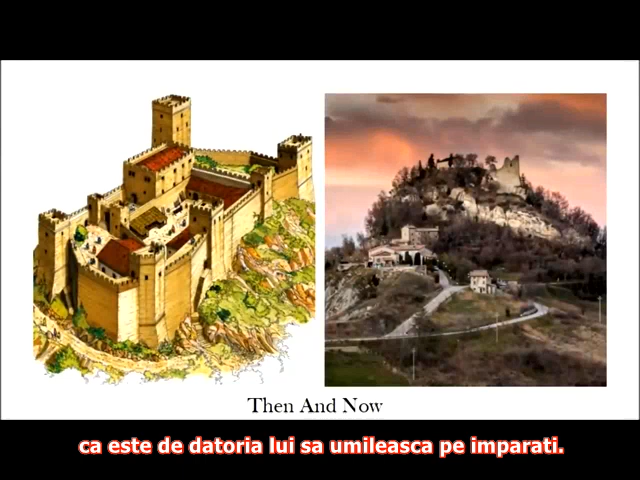 Then And Now
ca este de datoria lui sa umileasca pe imparati.